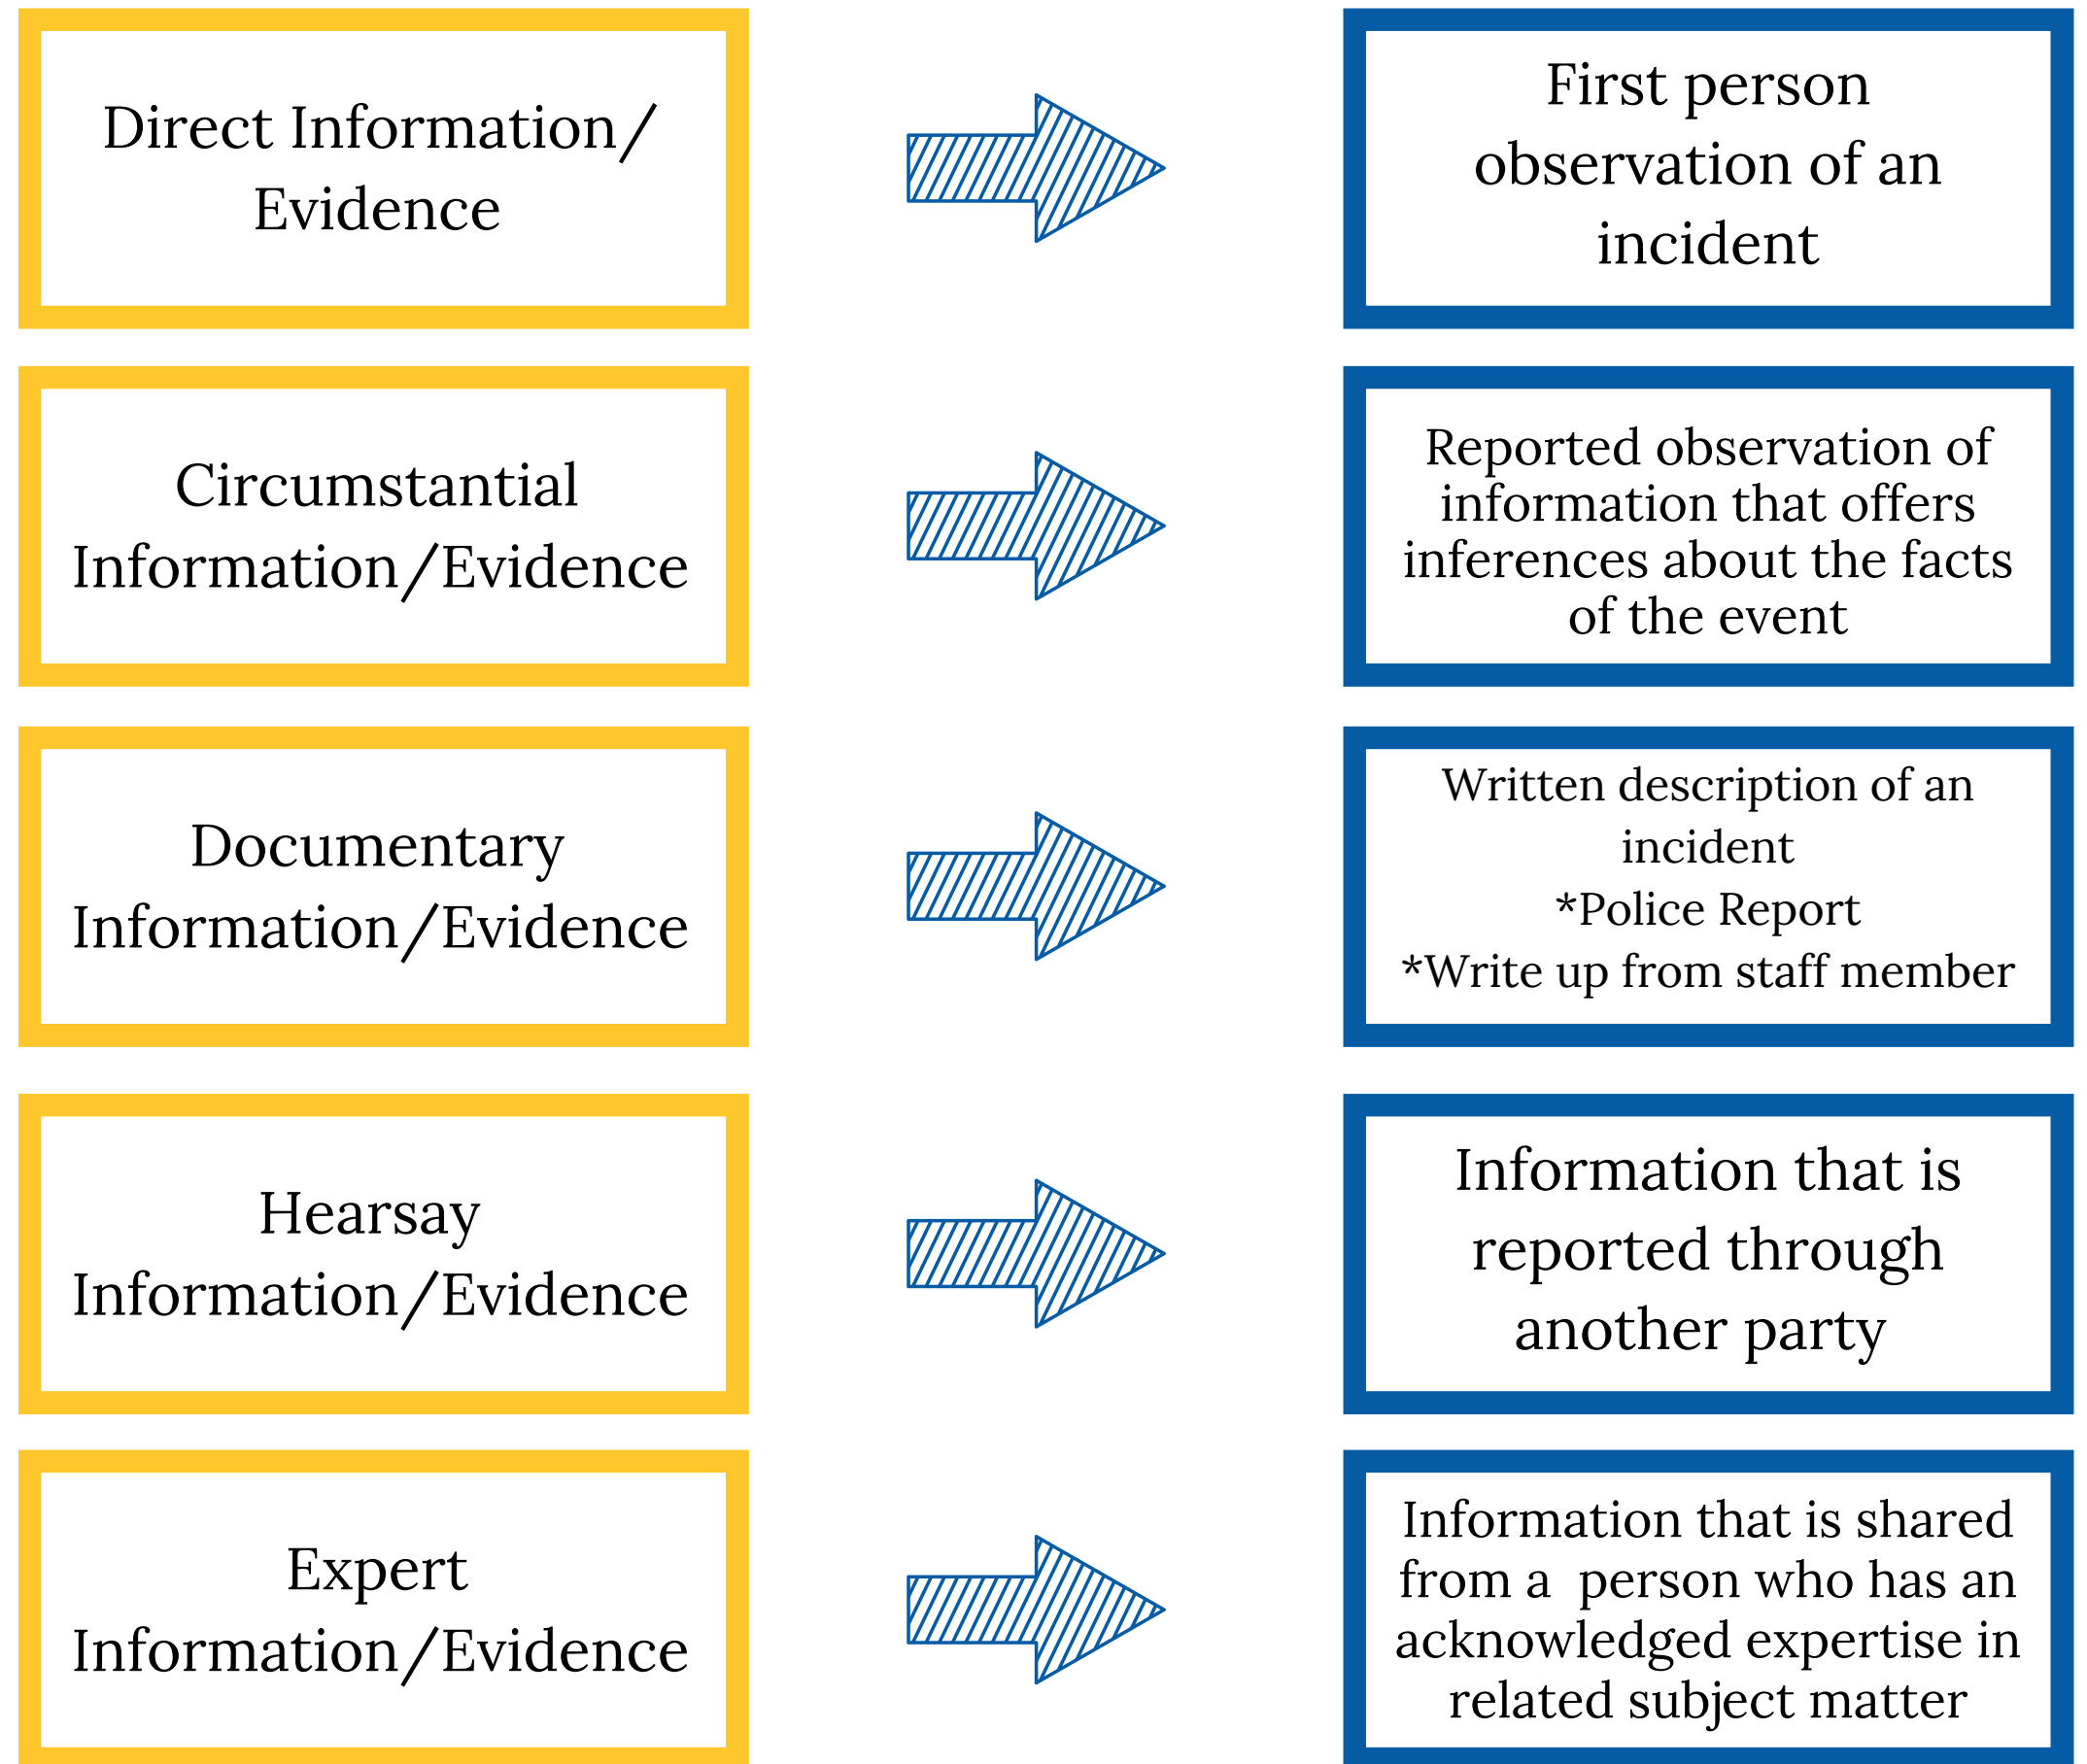 Direct Information/
Evidence
First person
observation of an
incident
Circumstantial
Information/Evidence
Reported observation of
information that offers
inferences about the facts
of the event
Documentary
Information/Evidence
Written description of an
incident
*Police Report
*Write up from staff member
Hearsay
Information/Evidence
Information that is
reported through
another party
Expert
Information/Evidence
Information that is shared
from a  person who has an
acknowledged expertise in
related subject matter